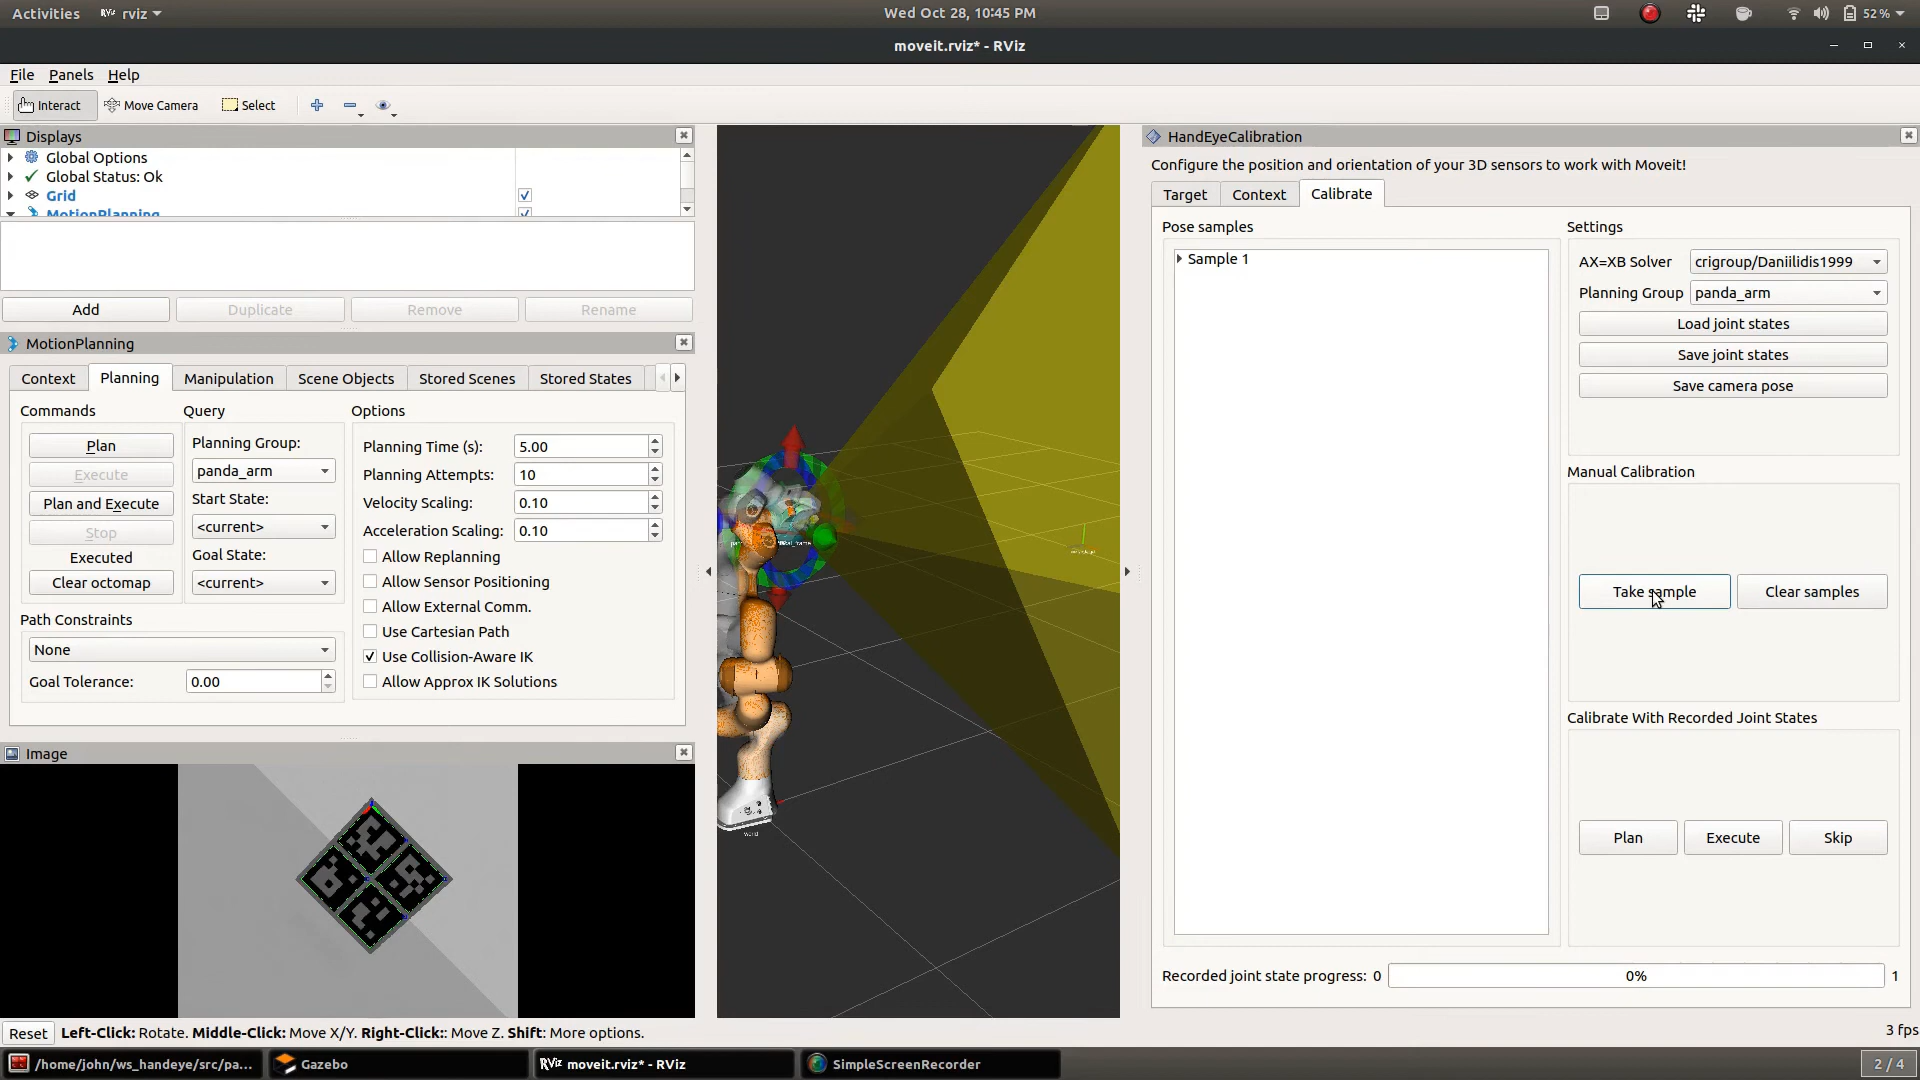 Activities
rviz
Wed Oct 28, 10:45 PM
52 %
moveit.rviz* - RViz
File Panels Help
Interact Move Camera Select
Displays
Global Options
Global Status: Ok
Grid
MotionPlanning
Add Duplicate Remove Rename
MotionPlanning
Context Planning Manipulation Scene Objects Stored Scenes Stored States
Commands
Plan
Execute
Plan and Execute
Stop
Executed
Clear octomap
Query
Planning Group:
panda_arm
Start State:
<current>
Goal State:
<current>
Options
Planning Time (s): 5.00
Planning Attempts: 10
Velocity Scaling: 0.10
Acceleration Scaling: 0.10
Allow Replanning
Allow Sensor Positioning
Allow External Comm.
Use Cartesian Path
Use Collision-Aware IK
Allow Approx IK Solutions
Path Constraints
None
Goal Tolerance: 0.00
Image
world
HandEyeCalibration
Configure the position and orientation of your 3D sensors to work with Moveit!
Target Context Calibrate
Pose samples
Sample 1
Settings
AX=XB Solver crigroup/Daniilidis1999
Planning Group panda_arm
Load joint states
Save joint states
Save camera pose
Manual Calibration
Take sample Clear samples
Calibrate With Recorded Joint States
Plan Execute Skip
Recorded joint state progress: 0 0% 1
Reset Left-Click: Rotate. Middle-Click: Move X/Y. Right-Click:: Move Z. Shift: More options.
3 fps
/home/john/ws_handeye/src/pa...
Gazebo
RViz moveit.rviz* - RViz
SimpleScreenRecorder
2 / 4